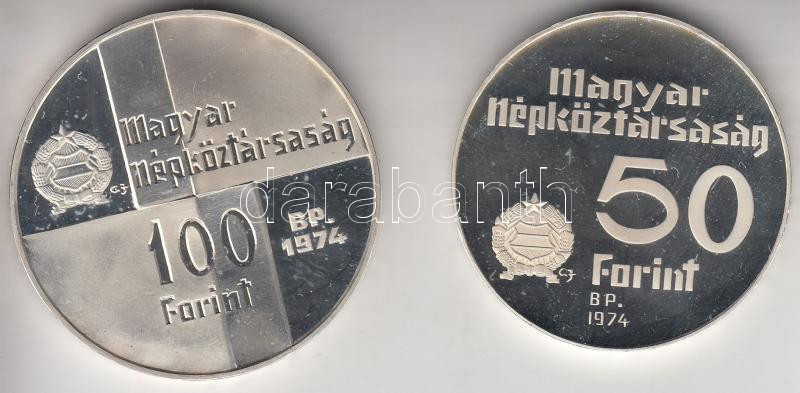 Magyar
Népköztársaság
100
Forint
BP.
1974
Magyar
Népköztársaság
50
Forint
BP.
1974
darabanth